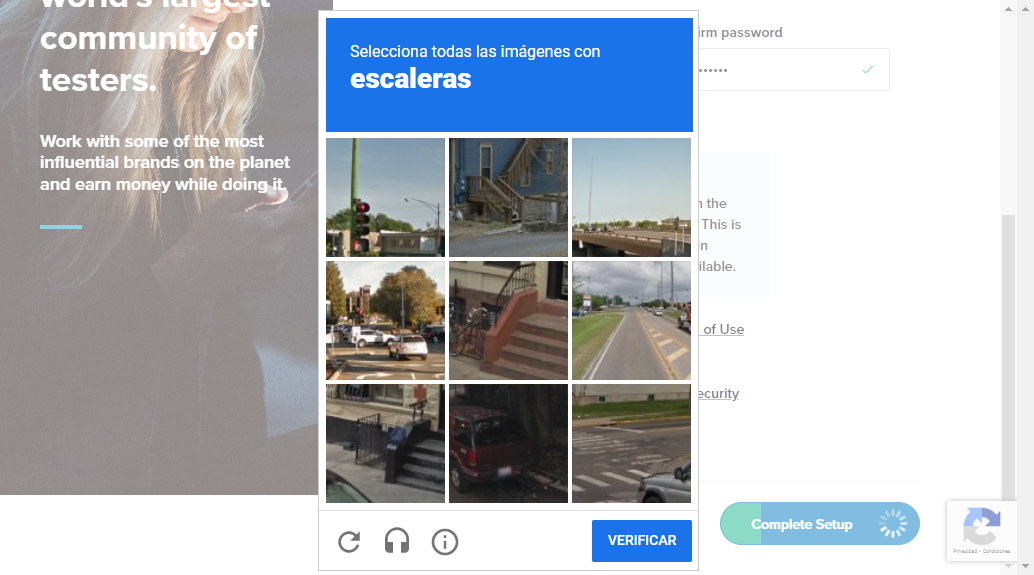 world's largest
community of
testers.
Work with some of the most
influential brands on the planet
and earn money while doing it.
Selecciona todas las imágenes con
escaleras
VERIFICAR
irm password
the
This is
ilable.
of Use
ecurity
Complete Setup
Privacidad - Condiciones